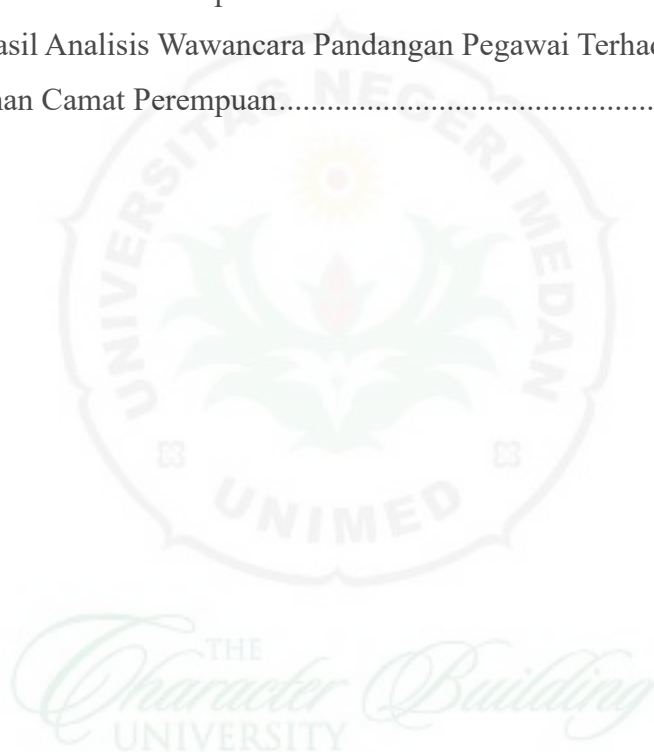 asil Analisis Wawancara Pandangan Pegawai Terhad
nan Camat Perempuan
UNIVERSITAS NEGERI MEDAN
UNIMED
THE
Character Building
UNIVERSITY